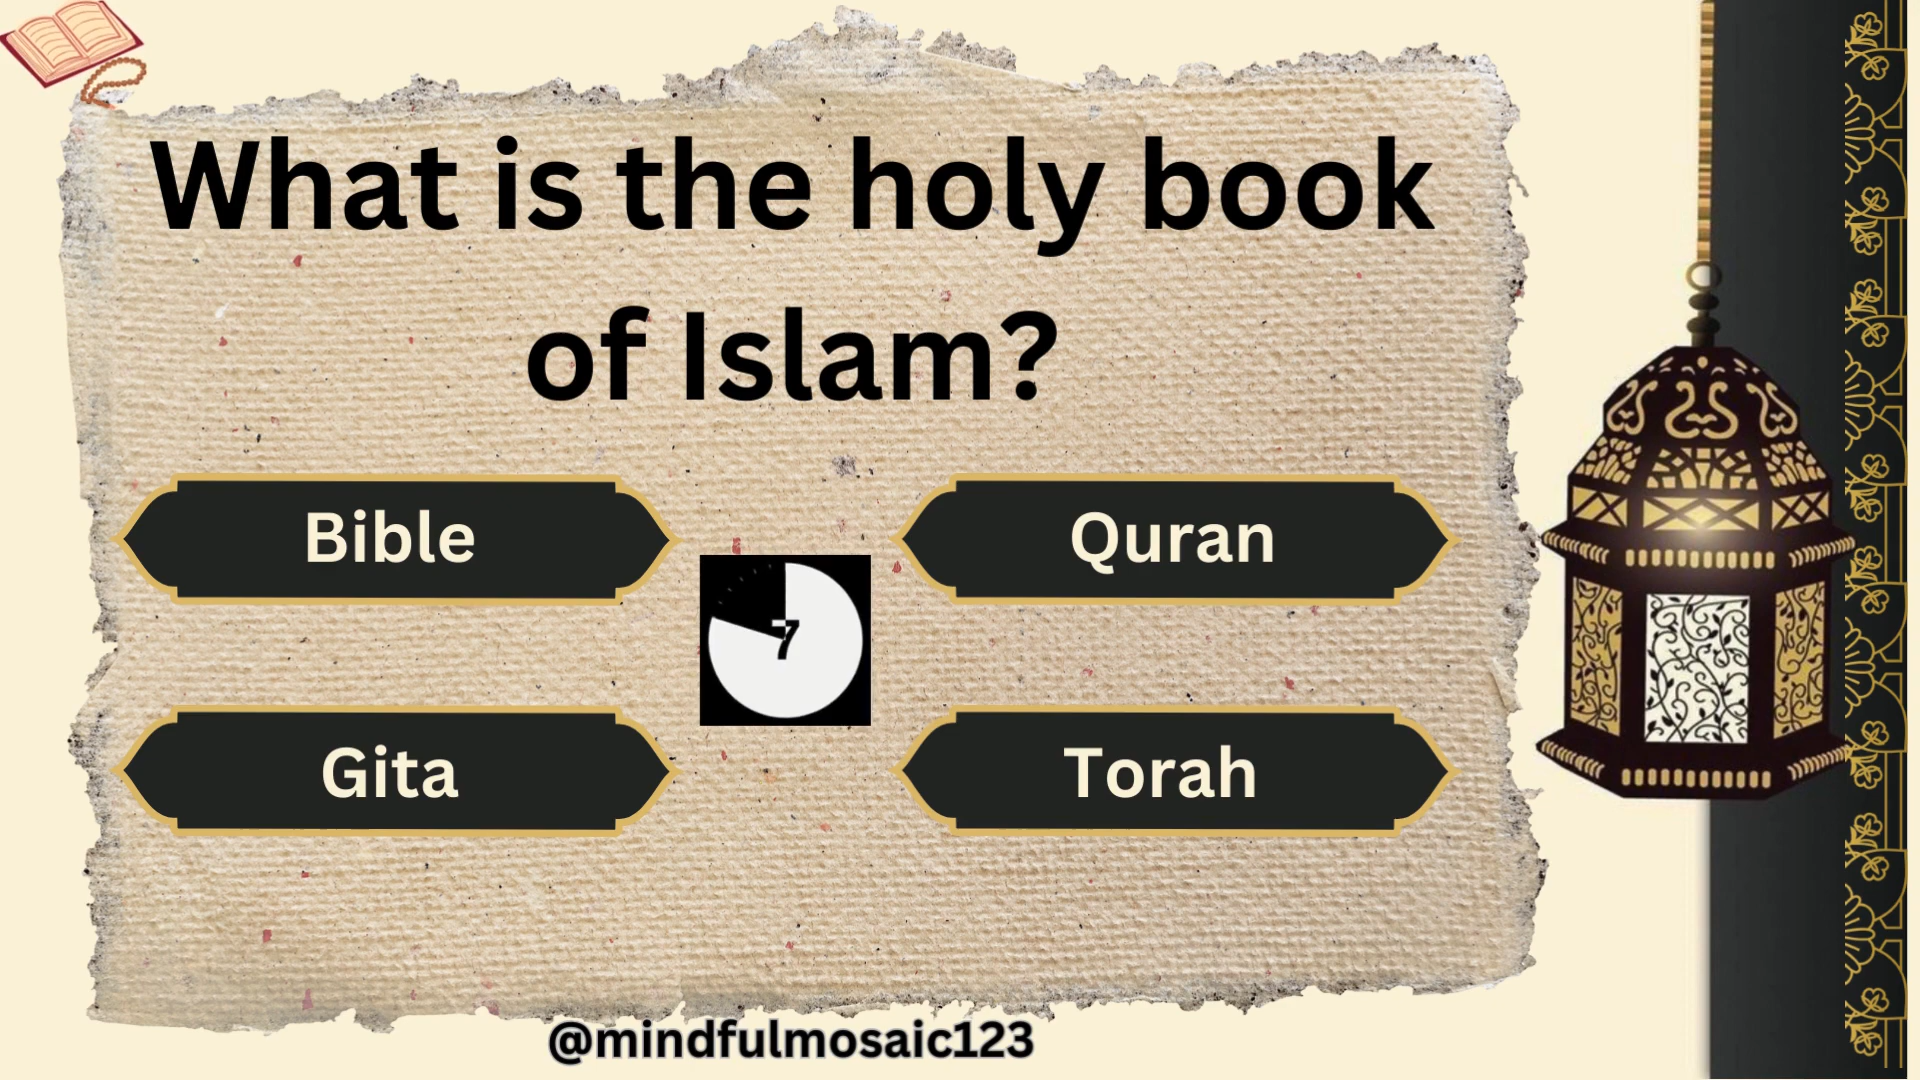 What is the holy book
of Islam?
Bible
Quran
7
Gita
Torah
@mindfulmosaic123